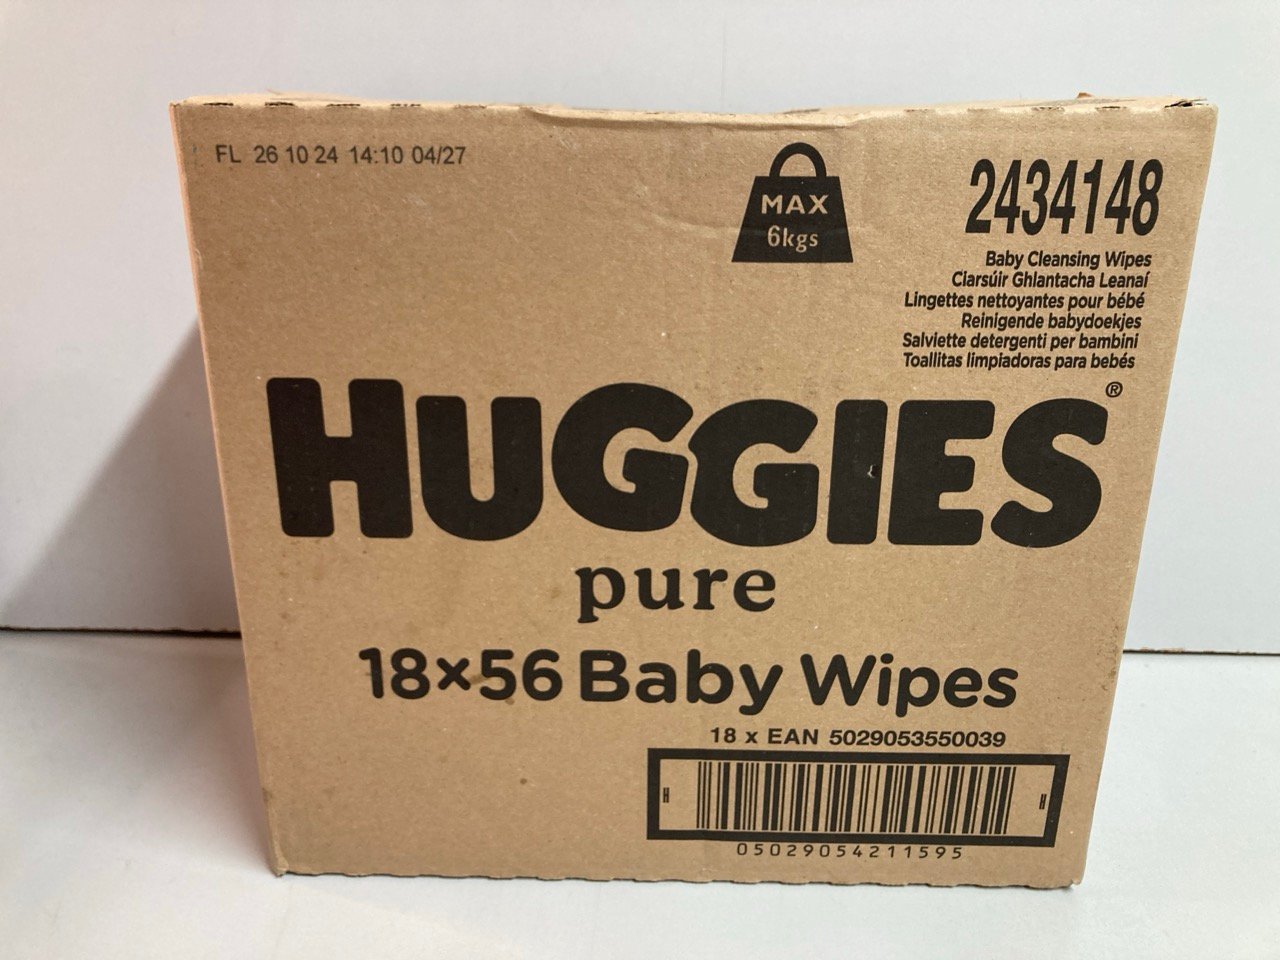 FL 26 10 24 14:10 04/27
MAX
6kgs
2434148
Baby Cleansing Wipes
Clarsúir Ghlantacha Leanaí
Lingettes nettoyantes pour bébé
Reinigende babydoekjes
Salviette detergenti per bambini
Toallitas limpiadoras para bebés
HUGGIES®
pure
18×56 Baby Wipes
18 x EAN 5029053550039
H H
05029054211595